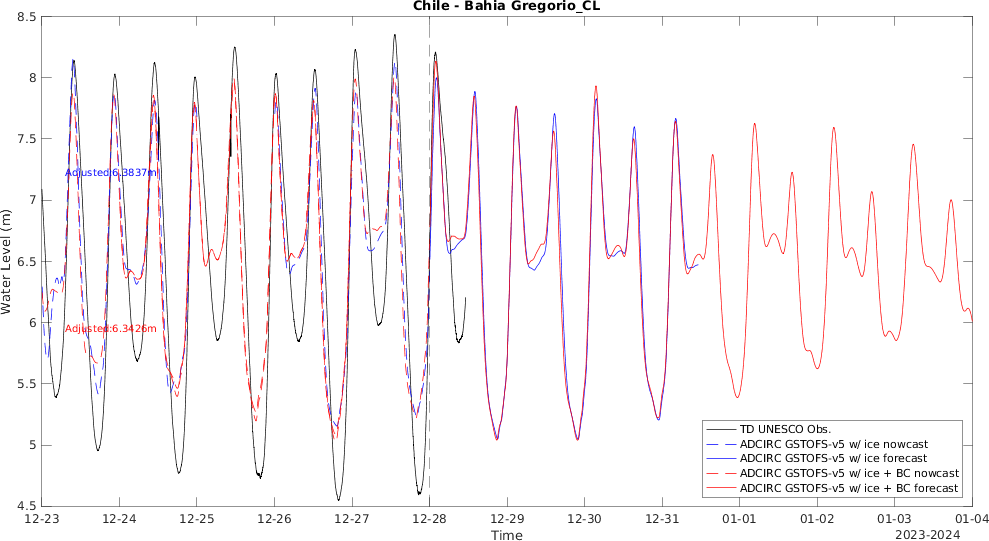 Chile - Bahia Gregorio_CL
8.5
8
7.5
7
6.5
6
5.5
5
4.5
Water Level (m)
Adjusted:6.3837m
Adjusted:6.3426m
TD UNESCO Obs.
ADCIRC GSTOFS-v5 w/ ice nowcast
ADCIRC GSTOFS-v5 w/ ice forecast
ADCIRC GSTOFS-v5 w/ ice + BC nowcast
ADCIRC GSTOFS-v5 w/ ice + BC forecast
12-23 12-24 12-25 12-26 12-27 12-28 12-29 12-30 12-31 01-01 01-02 01-03 01-04
Time
2023-2024